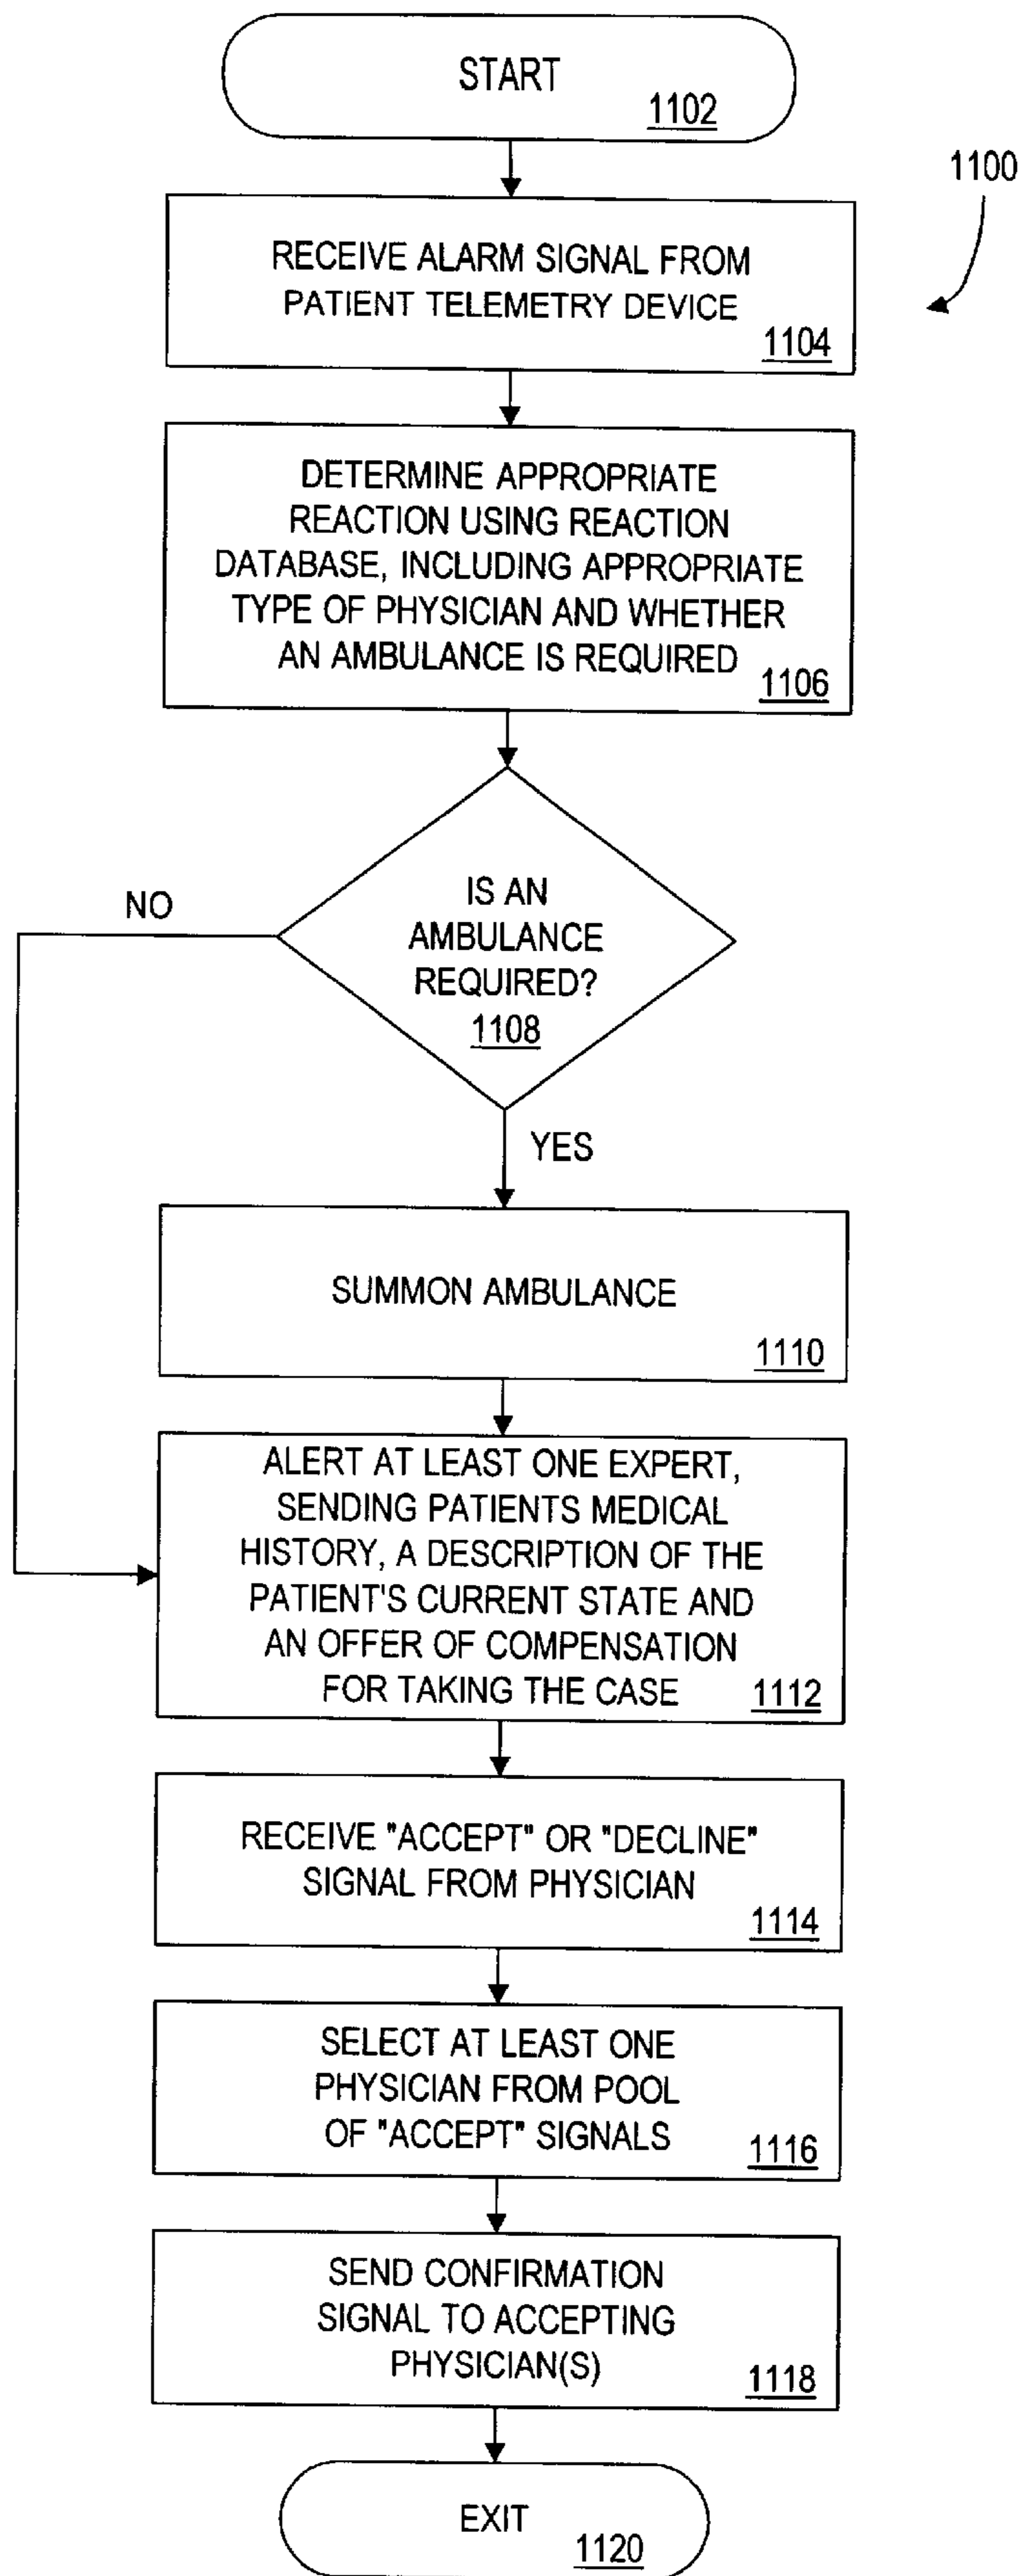 START
1102
1100
RECEIVE ALARM SIGNAL FROM
PATIENT TELEMETRY DEVICE
1104
DETERMINE APPROPRIATE
REACTION USING REACTION
DATABASE, INCLUDING APPROPRIATE
TYPE OF PHYSICIAN AND WHETHER
AN AMBULANCE IS REQUIRED
1106
IS AN
AMBULANCE
REQUIRED?
1108
NO
YES
SUMMON AMBULANCE
1110
ALERT AT LEAST ONE EXPERT,
SENDING PATIENTS MEDICAL
HISTORY, A DESCRIPTION OF THE
PATIENT'S CURRENT STATE AND
AN OFFER OF COMPENSATION
FOR TAKING THE CASE
1112
RECEIVE "ACCEPT" OR "DECLINE"
SIGNAL FROM PHYSICIAN
1114
SELECT AT LEAST ONE
PHYSICIAN FROM POOL
OF "ACCEPT" SIGNALS
1116
SEND CONFIRMATION
SIGNAL TO ACCEPTING
PHYSICIAN(S)
1118
EXIT
1120